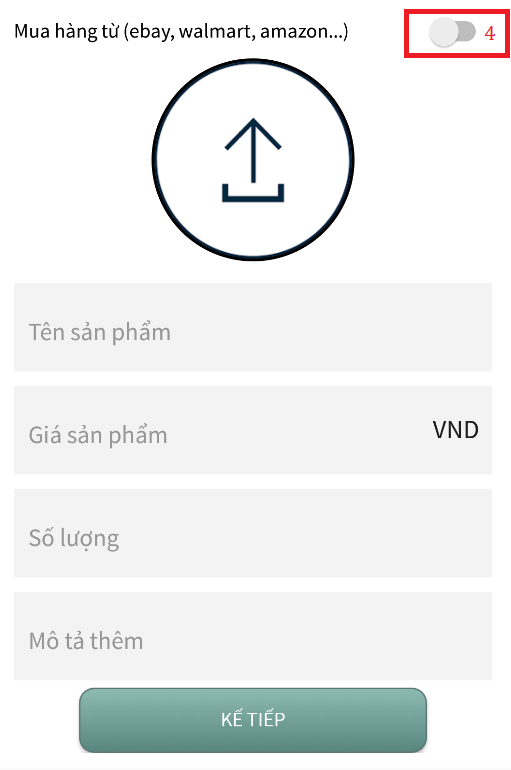 Mua hàng từ (ebay, walmart, amazon...)
4
Tên sản phẩm
Giá sản phẩm
VND
Số lượng
Mô tả thêm
KẾ TIẾP